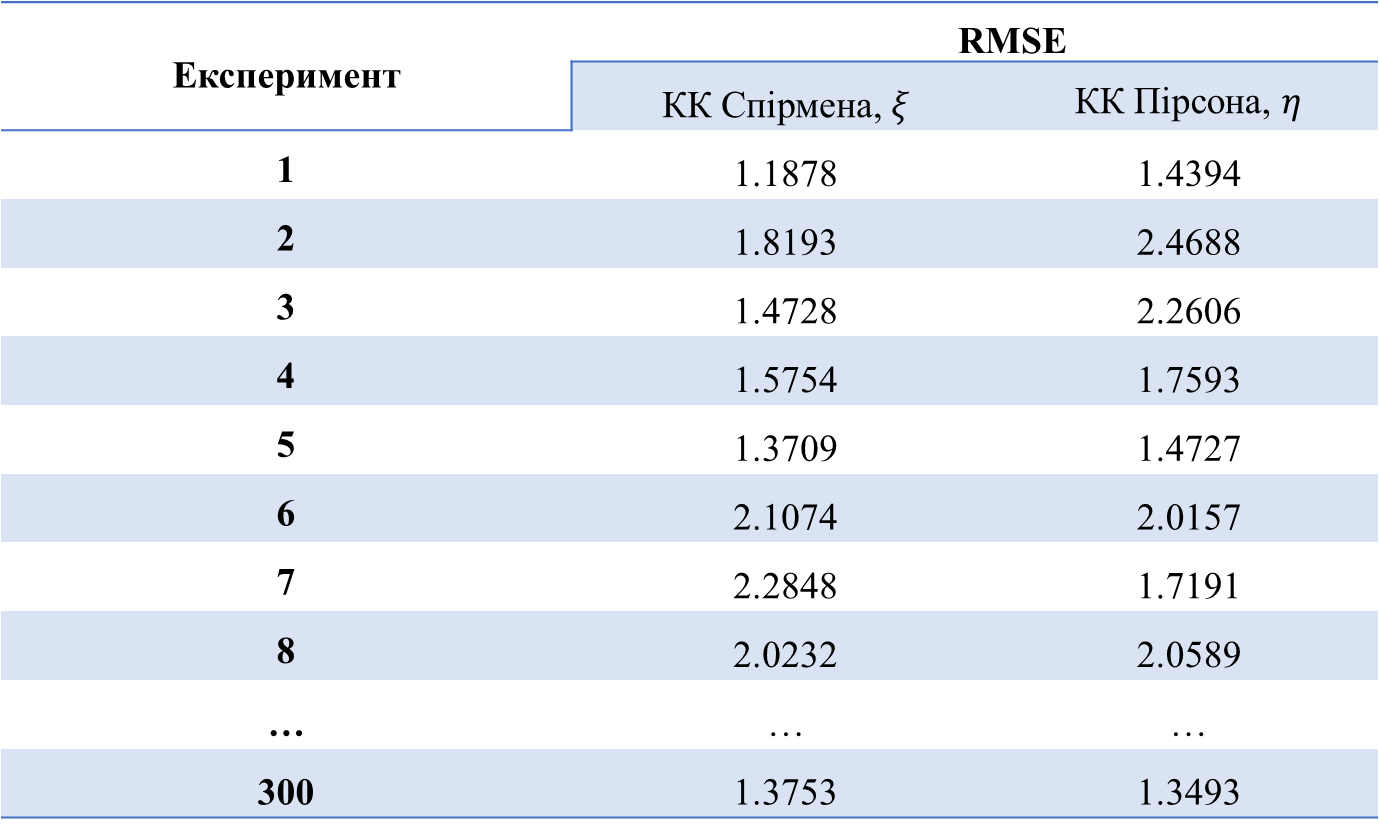 Експеримент RMSE
КК Спірмена, ξ КК Пірсона, η
1 1.1878 1.4394
2 1.8193 2.4688
3 1.4728 2.2606
4 1.5754 1.7593
5 1.3709 1.4727
6 2.1074 2.0157
7 2.2848 1.7191
8 2.0232 2.0589
... ... ...
300 1.3753 1.3493